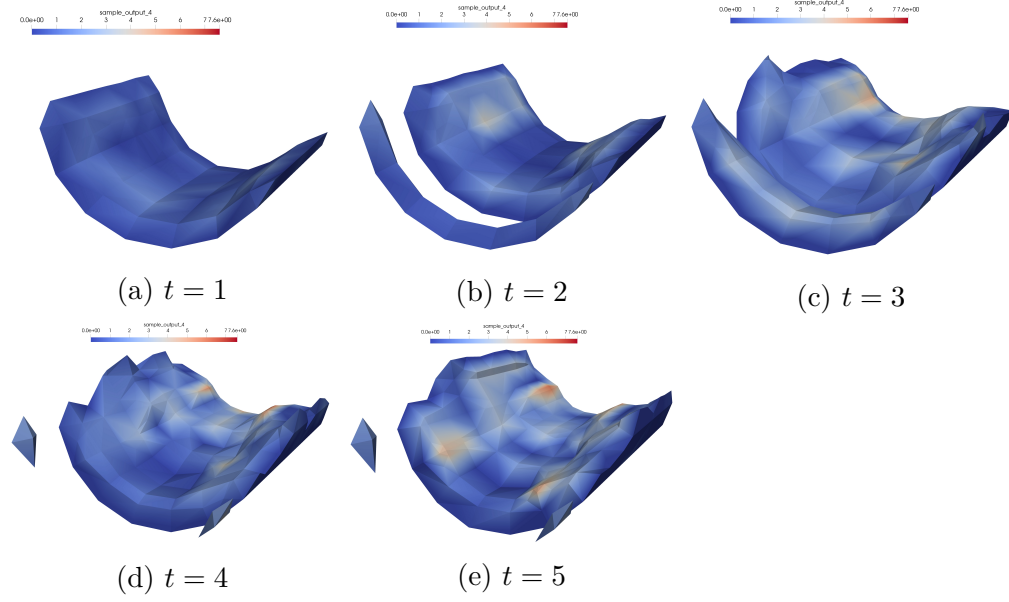 sample_output_4
0.0e+00 1 2 3 4 5 6 7 7.6e+00
sample_output_4
0.0e+00 1 2 3 4 5 6 7 7.6e+00
sample_output_4
0.0e+00 1 2 3 4 5 6 7 7.6e+00
(a) t = 1
(b) t = 2
(c) t = 3
sample_output_4
0.0e+00 1 2 3 4 5 6 7 7.6e+00
sample_output_4
0.0e+00 1 2 3 4 5 6 7 7.6e+00
(d) t = 4
(e) t = 5